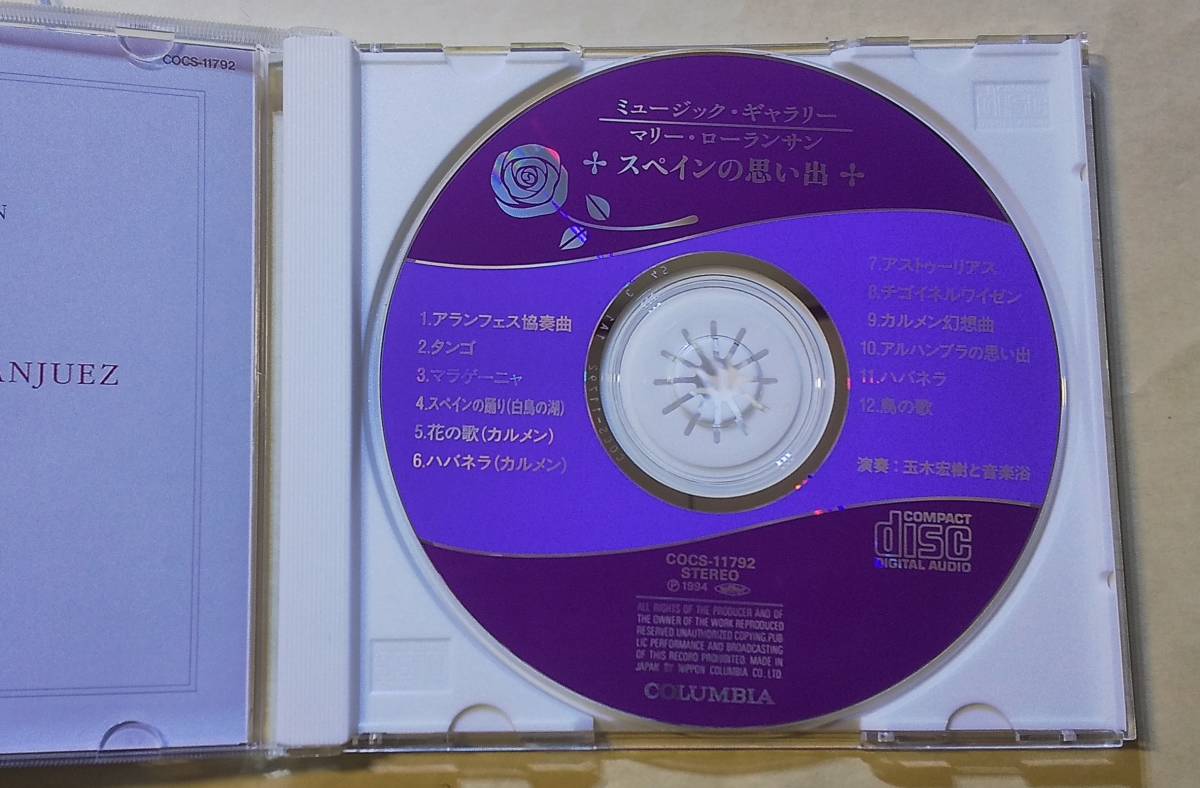 COCS-11792
N
ANJUEZ
ミュージック・ギャラリー
マリー・ローランサン
スペインの思い出
1.アランフェス協奏曲
2.タンゴ
3.マラゲーニャ
4.スペインの踊り(白鳥の湖)
5.花の歌(カルメン)
6.ハバネラ(カルメン)
7.アストゥーリアス
8.チゴイネルワイゼン
9.カルメン幻想曲
10.アルハンブラの思い出
11.ハバネラ
12.鳥の歌
演奏:玉木宏樹と音楽浴
COMPACT
disc
DIGITAL AUDIO
COCS-11792
STEREO
Ⓟ1994
ALL RIGHTS OF THE PRODUCER AND OF
THE OWNER OF THE WORK REPRODUCED
RESERVED UNAUTHORIZED COPYING,PUB
LIC PERFORMANCE AND BROADCASTING
OF THIS RECORD PROHIBITED. MADE IN
JAPAN BY NIPPON COLUMBIA CO., LTD.
COLUMBIA